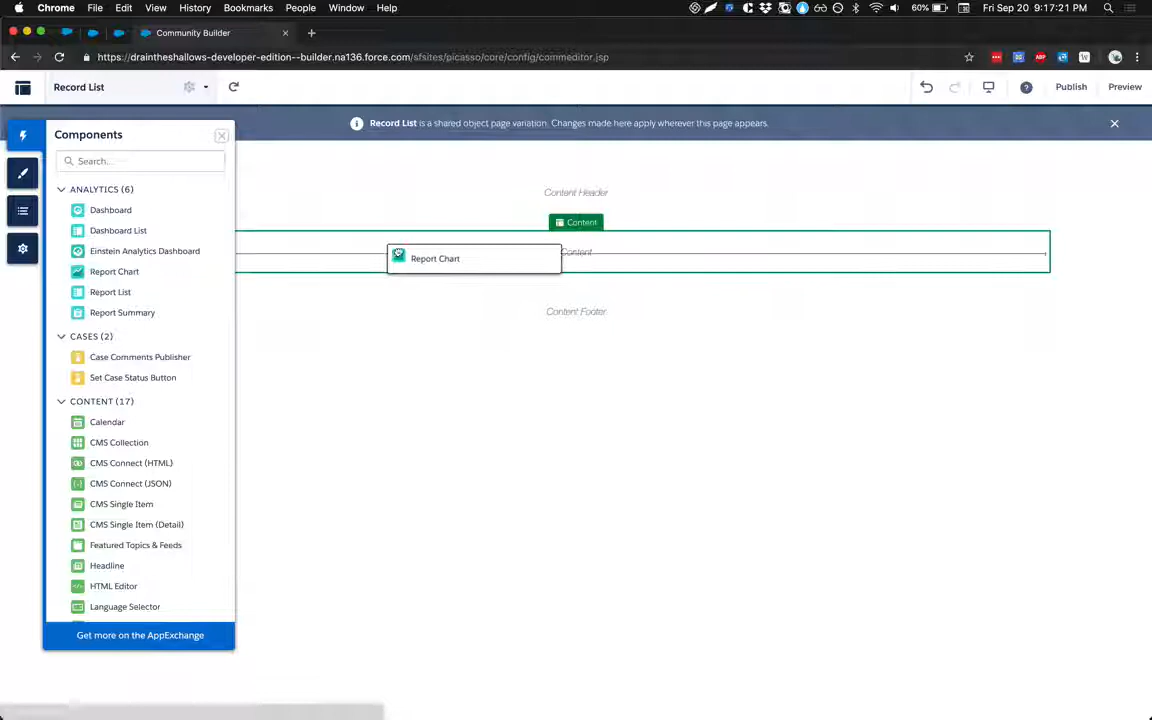 Chrome File Edit View History Bookmarks People Window Help 60% Fri Sep 20 9:17:21 PM
Community Builder
https://draintheshallows-developer-edition--builder.na136.force.com/sfsites/picasso/core/config/commeditor.jsp
Record List Publish Preview
Record List is a shared object page variation. Changes made here apply wherever this page appears.
Components
Search...
ANALYTICS (6)
Dashboard
Dashboard List
Einstein Analytics Dashboard
Report Chart
Report List
Report Summary
CASES (2)
Case Comments Publisher
Set Case Status Button
CONTENT (17)
Calendar
CMS Collection
CMS Connect (HTML)
CMS Connect (JSON)
CMS Single Item
CMS Single Item (Detail)
Featured Topics & Feeds
Headline
HTML Editor
Language Selector
Get more on the AppExchange
Content Header
Content
Content
Report Chart
Content Footer